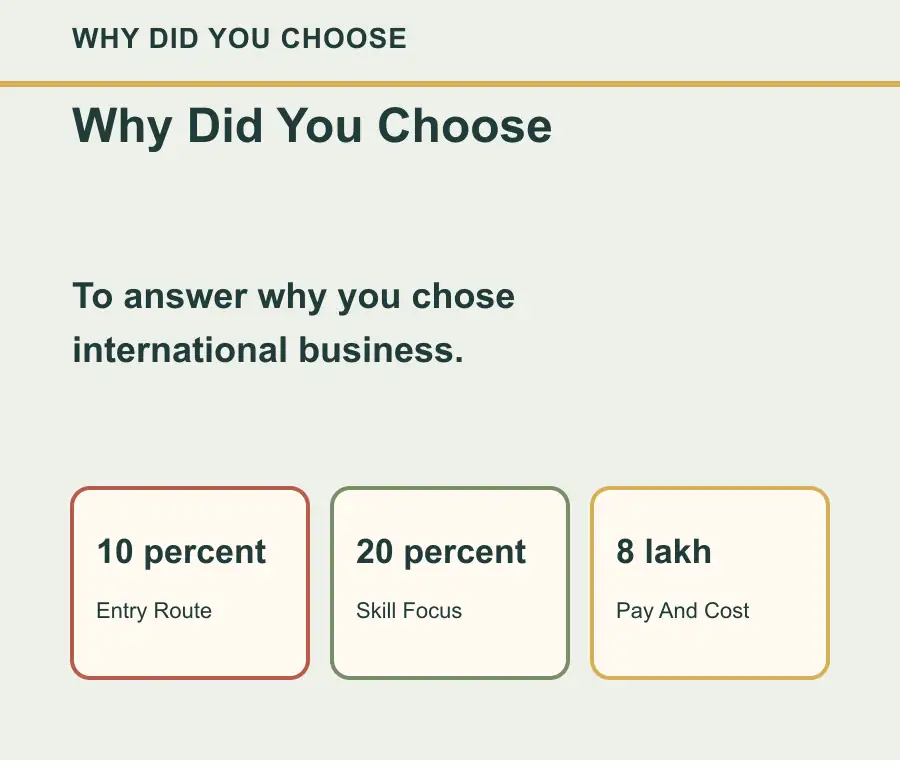 WHY DID YOU CHOOSE
Why Did You Choose
To answer why you chose
international business.
10 percent
Entry Route
20 percent
Skill Focus
8 lakh
Pay And Cost